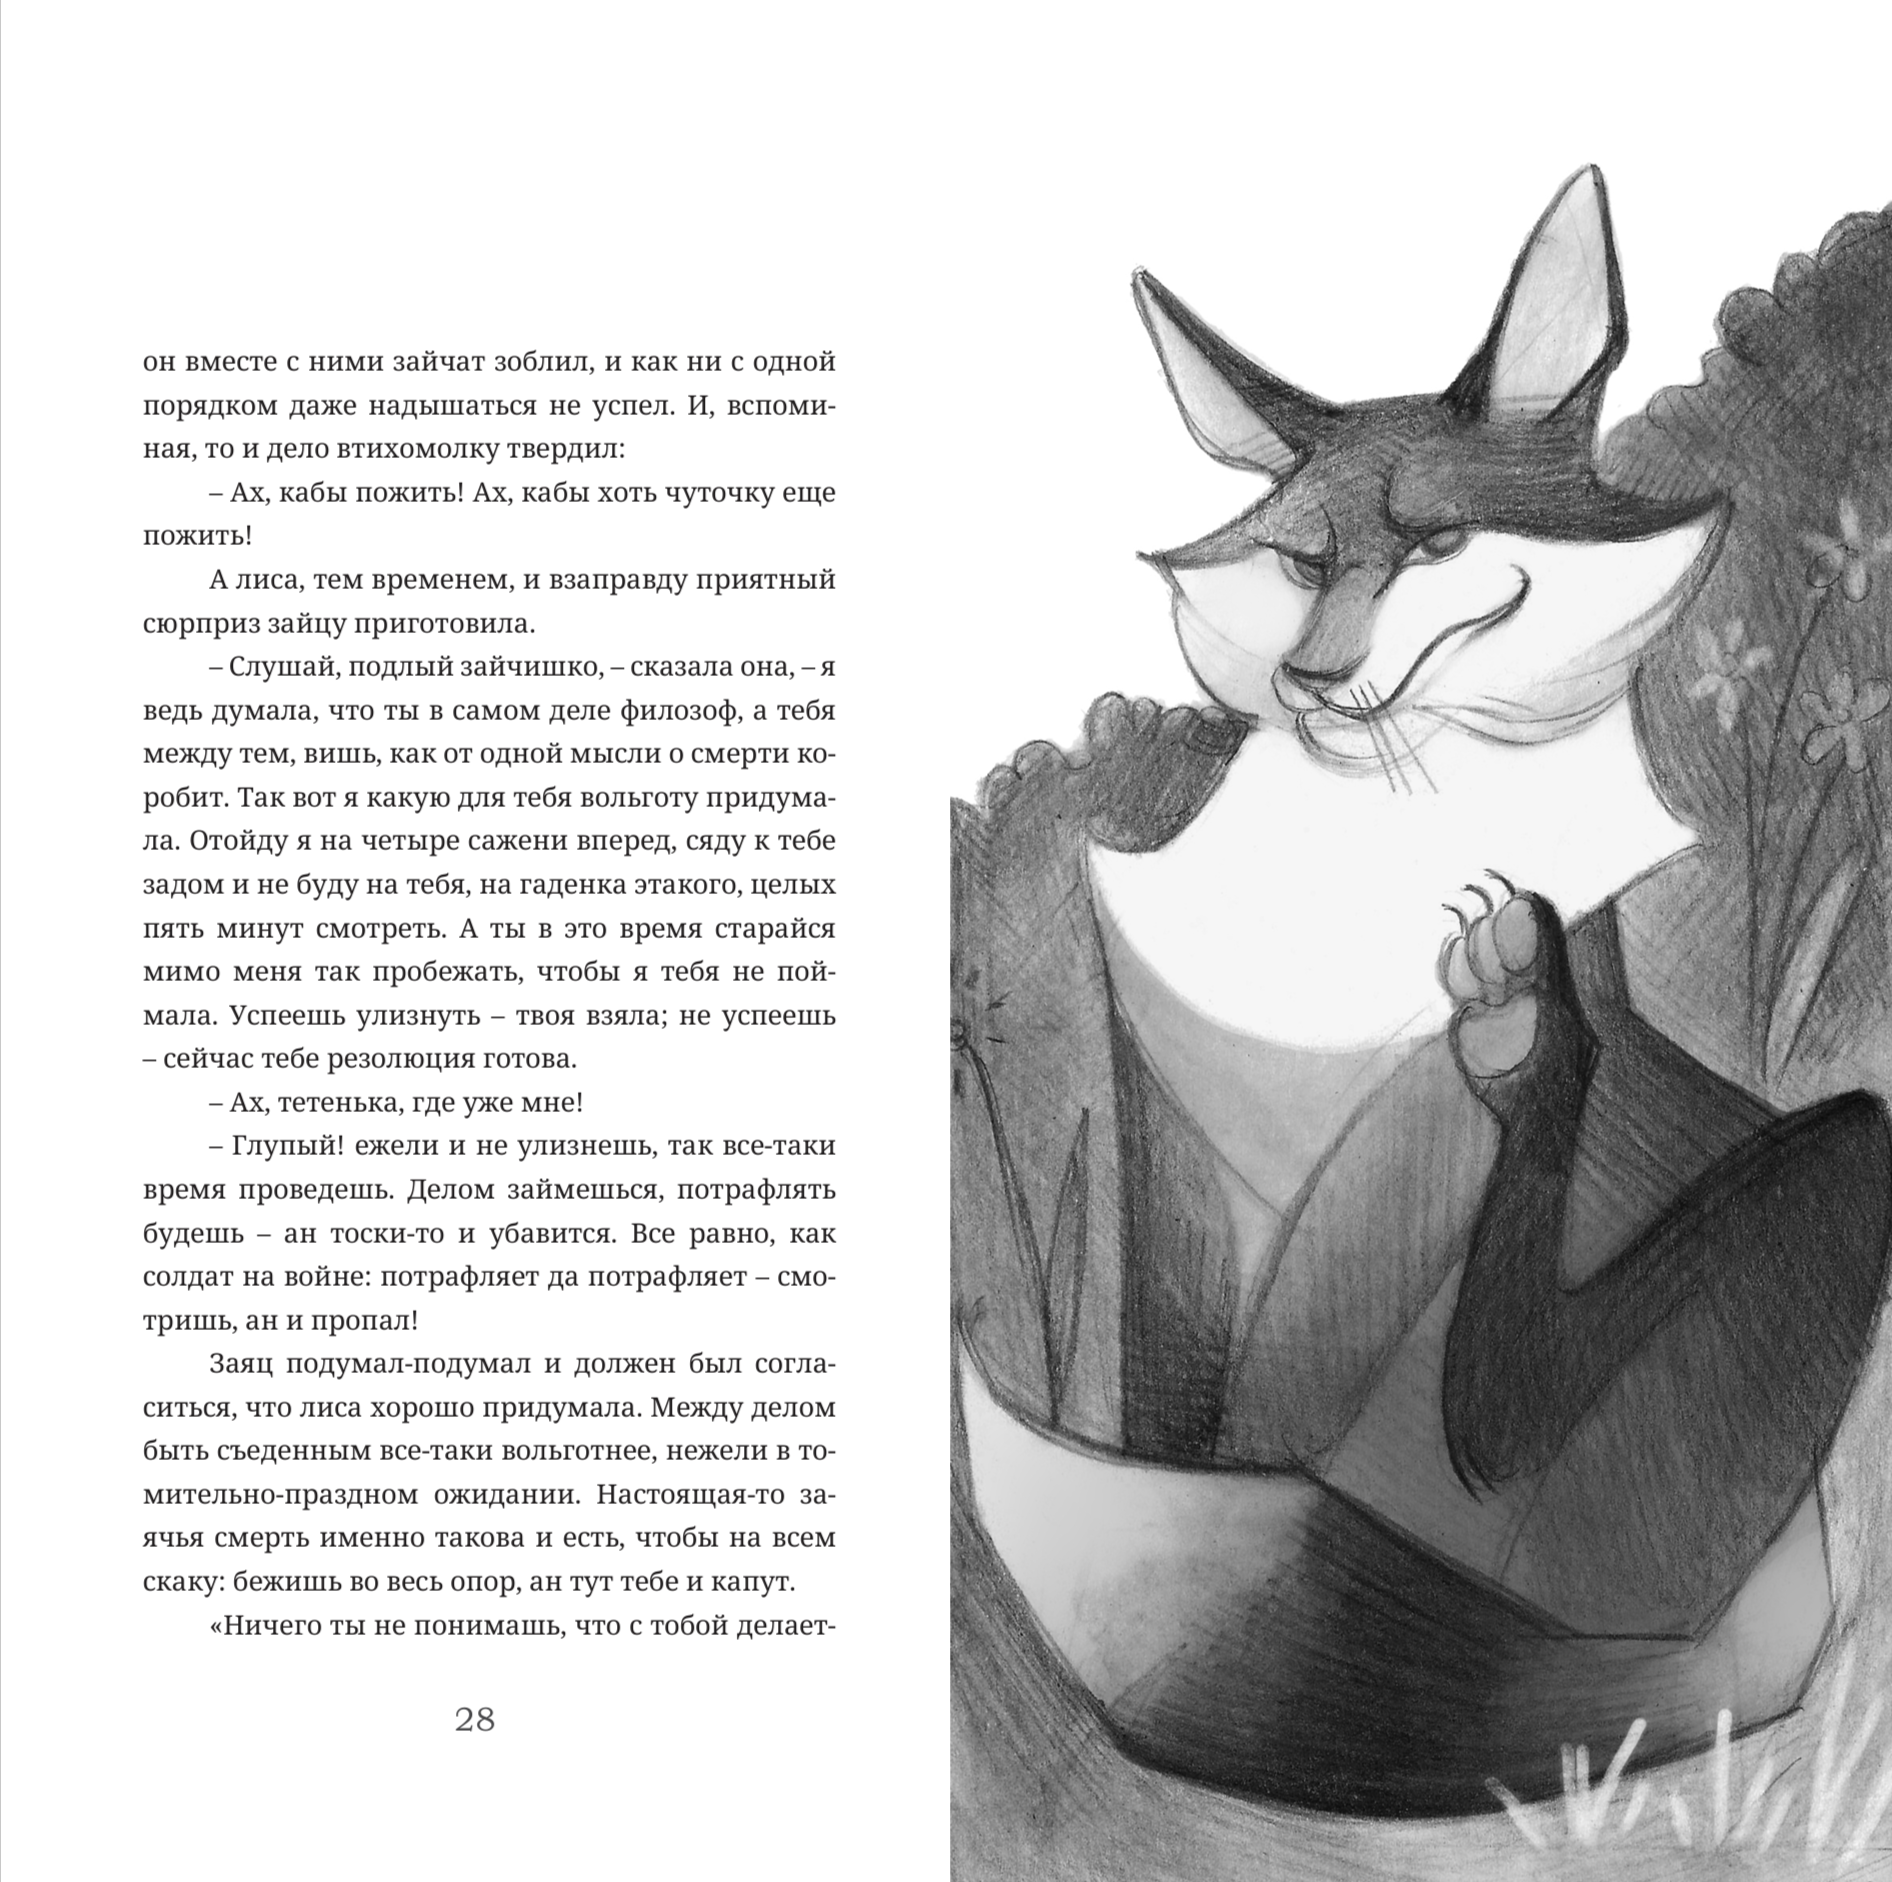 он вместе с ними зайчат зоблил, и как ни с одной
порядком даже надышаться не успел. И, вспоми-
ная, то и дело втихомолку твердил:
– Ах, кабы пожить! Ах, кабы хоть чуточку еще
пожить!
А лиса, тем временем, и взаправду приятный
сюрприз зайцу приготовила.
– Слушай, подлый зайчишко, – сказала она, – я
ведь думала, что ты в самом деле филозоф, а тебя
между тем, вишь, как от одной мысли о смерти ко-
робит. Так вот я какую для тебя вольготу придума-
ла. Отойду я на четыре сажени вперед, сяду к тебе
задом и не буду на тебя, на гаденка этакого, целых
пять минут смотреть. А ты в это время старайся
мимо меня так пробежать, чтобы я тебя не пой-
мала. Успеешь улизнуть – твоя взяла; не успеешь
– сейчас тебе резолюция готова.
– Ах, тетенька, где уже мне!
– Глупый! ежели и не улизнешь, так все-таки
время проведешь. Делом займешься, потрафлять
будешь – ан тоски-то и убавится. Все равно, как
солдат на войне: потрафляет да потрафляет – смо-
тришь, ан и пропал!
Заяц подумал-подумал и должен был согла-
ситься, что лиса хорошо придумала. Между делом
быть съеденным все-таки вольготнее, нежели в то-
мительно-праздном ожидании. Настоящая-то за-
ячья смерть именно такова и есть, чтобы на всем
скаку: бежишь во весь опор, ан тут тебе и капут.
«Ничего ты не понимашь, что с тобой делает-
28